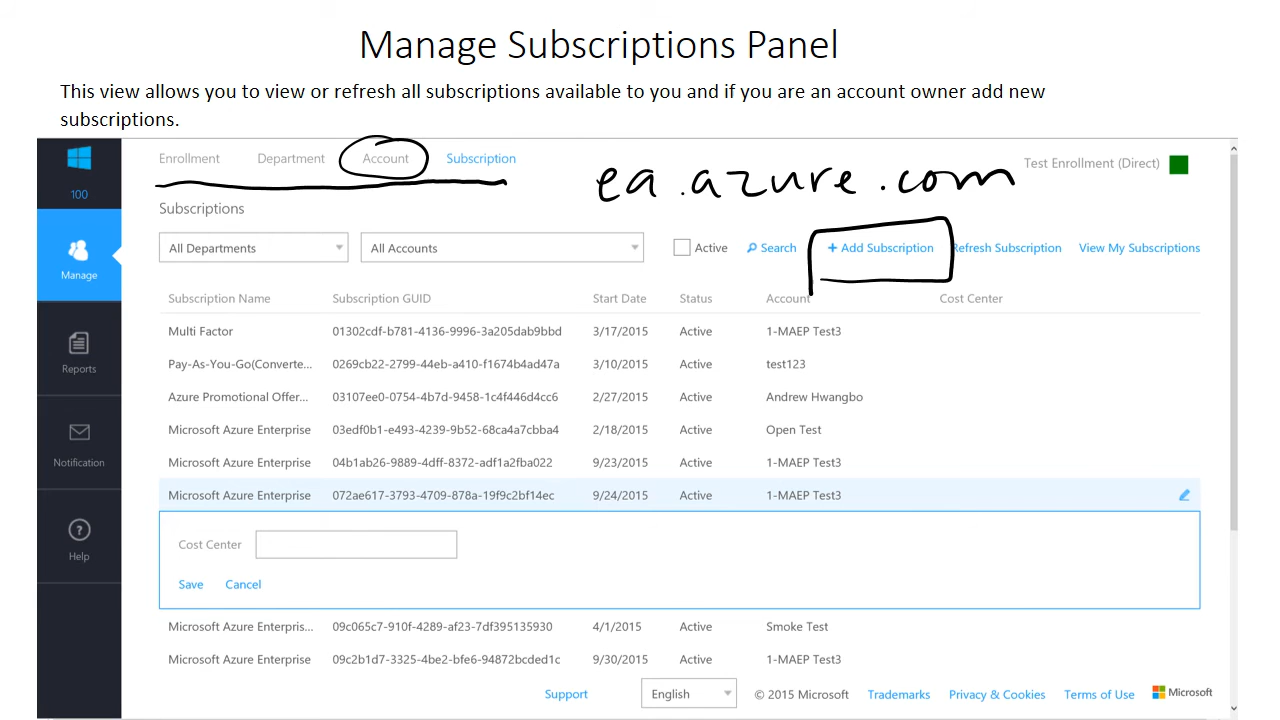 Manage Subscriptions Panel
This view allows you to view or refresh all subscriptions available to you and if you are an account owner add new
subscriptions.
Enrollment Department Account Subscription
ea.azure.com
Test Enrollment (Direct)
100
Subscriptions
All Departments All Accounts Active Search + Add Subscription Refresh Subscription View My Subscriptions
Manage
Subscription Name Subscription GUID Start Date Status Account Cost Center
Multi Factor 01302cdf-b781-4136-9996-3a205dab9bbd 3/17/2015 Active 1-MAEP Test3
Pay-As-You-Go(Converte... 0269cb22-2799-44eb-a410-f1674b4ad47a 3/10/2015 Active test123
Reports
Azure Promotional Offer... 03107ee0-0754-4b7d-9458-1c4f446d4cc6 2/27/2015 Active Andrew Hwangbo
Microsoft Azure Enterprise 03edf0b1-e493-4239-9b52-68ca4a7cbba4 2/18/2015 Active Open Test
Microsoft Azure Enterprise 04b1ab26-9889-4dff-8372-adf1a2fba022 9/23/2015 Active 1-MAEP Test3
Notification
Microsoft Azure Enterprise 072ae617-3793-4709-878a-19f9c2bf14ec 9/24/2015 Active 1-MAEP Test3
Cost Center
Help
Save Cancel
Microsoft Azure Enterpris... 09c065c7-910f-4289-af23-7df395135930 4/1/2015 Active Smoke Test
Microsoft Azure Enterprise 09c2b1d7-3325-4be2-bfe6-94872bcded1c 9/30/2015 Active 1-MAEP Test3
Support English © 2015 Microsoft Trademarks Privacy & Cookies Terms of Use Microsoft